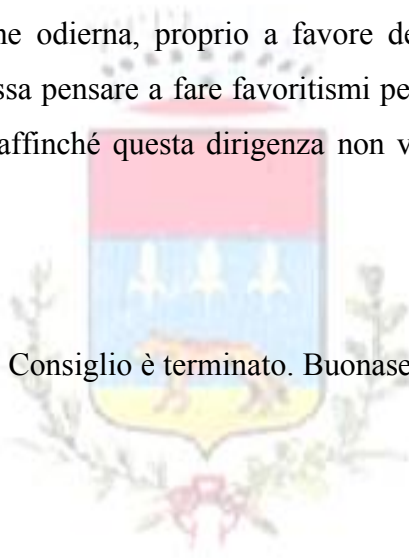 ne odierna, proprio a favore de
ssa pensare a fare favoritismi pe
affinché questa dirigenza non v
Consiglio è terminato. Buonase